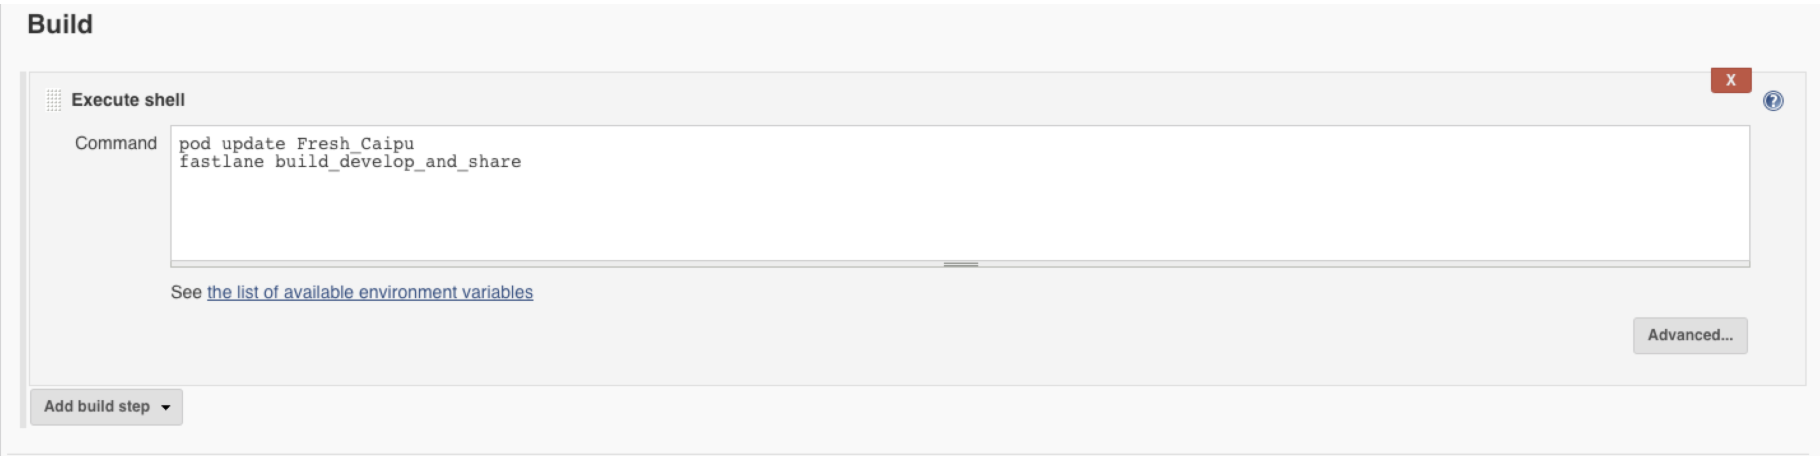 Build
X
Execute shell
?
Command
pod update Fresh_Caipu
fastlane build_develop_and_share
See the list of available environment variables
Advanced...
Add build step